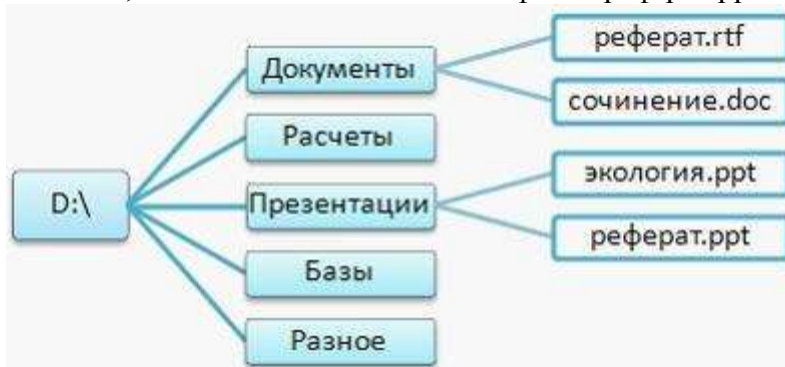 D:\
Документы
Расчеты
Презентации
Базы
Разное
реферат.rtf
сочинение.doc
экология.ppt
реферат.ppt